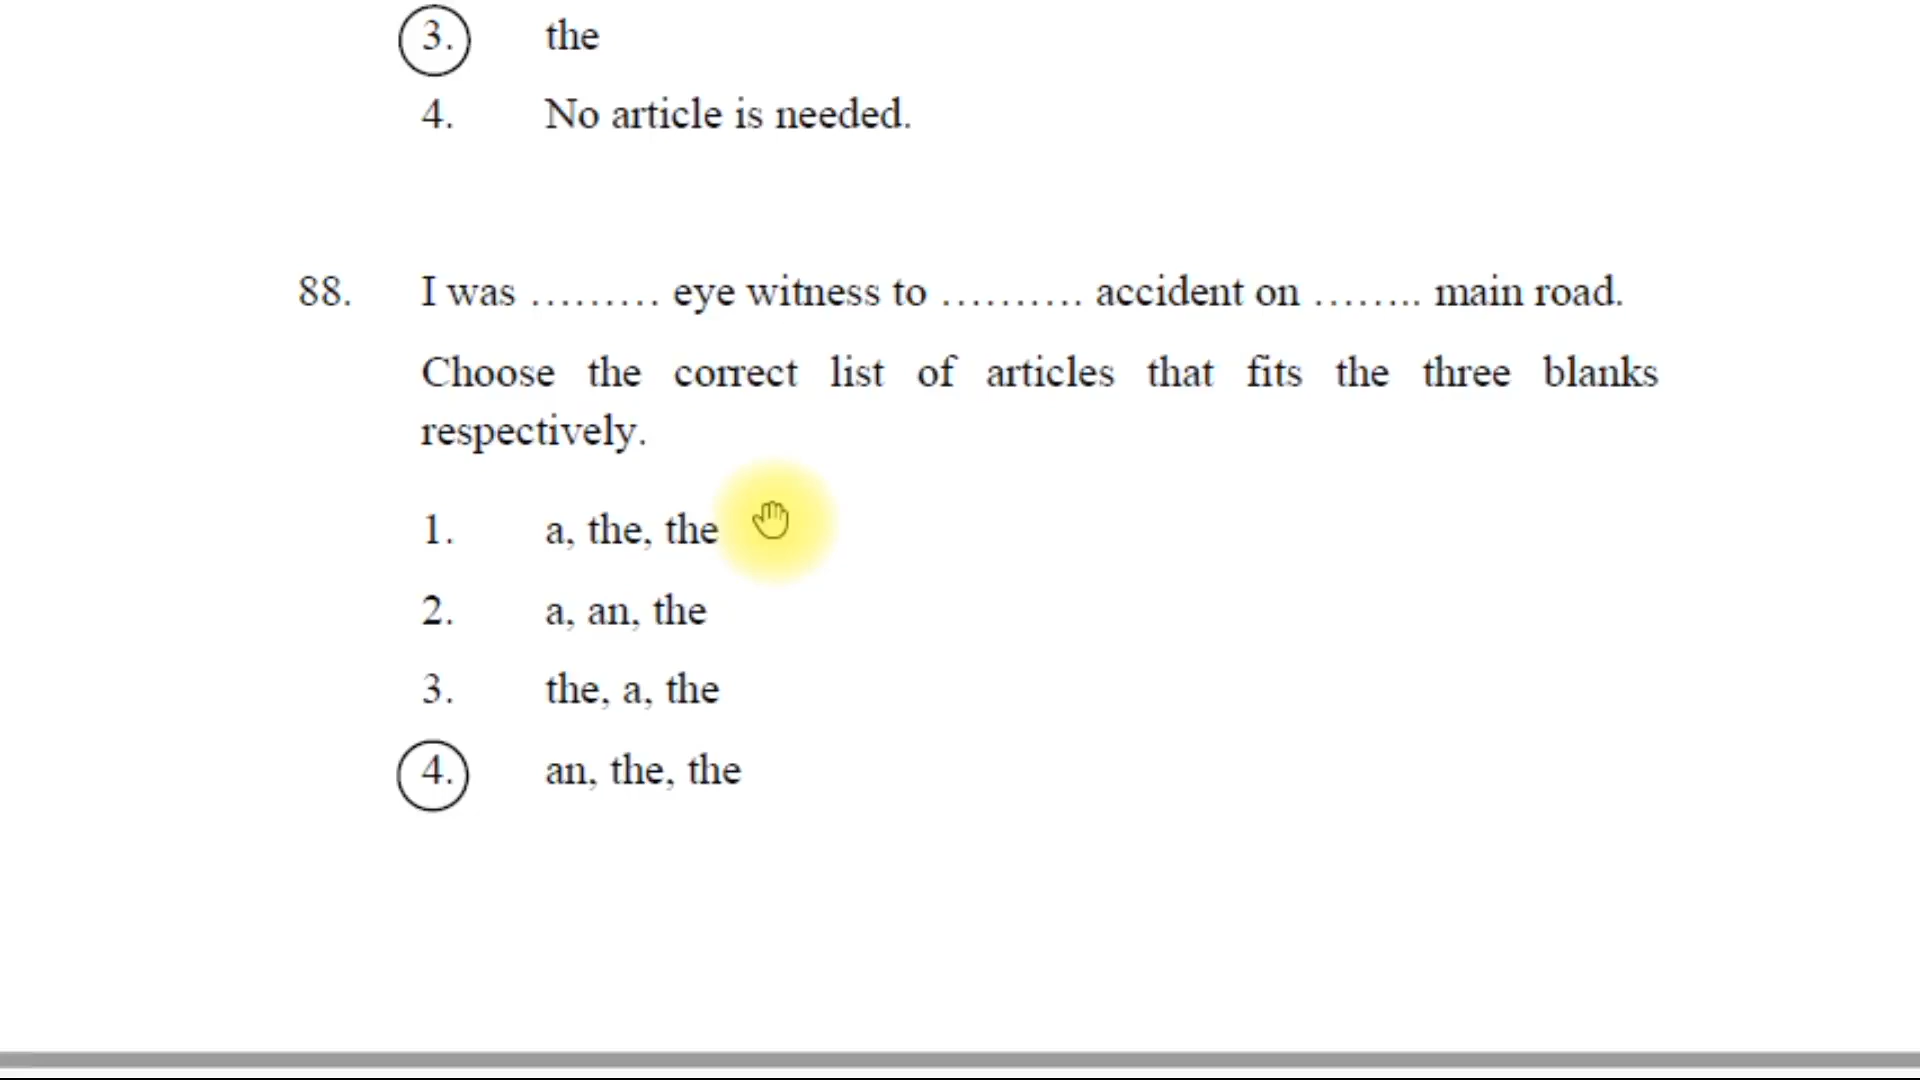 3. the
4. No article is needed.
88. I was ......... eye witness to .......... accident on ........ main road.
Choose the correct list of articles that fits the three blanks
respectively.
1. a, the, the
2. a, an, the
3. the, a, the
4. an, the, the